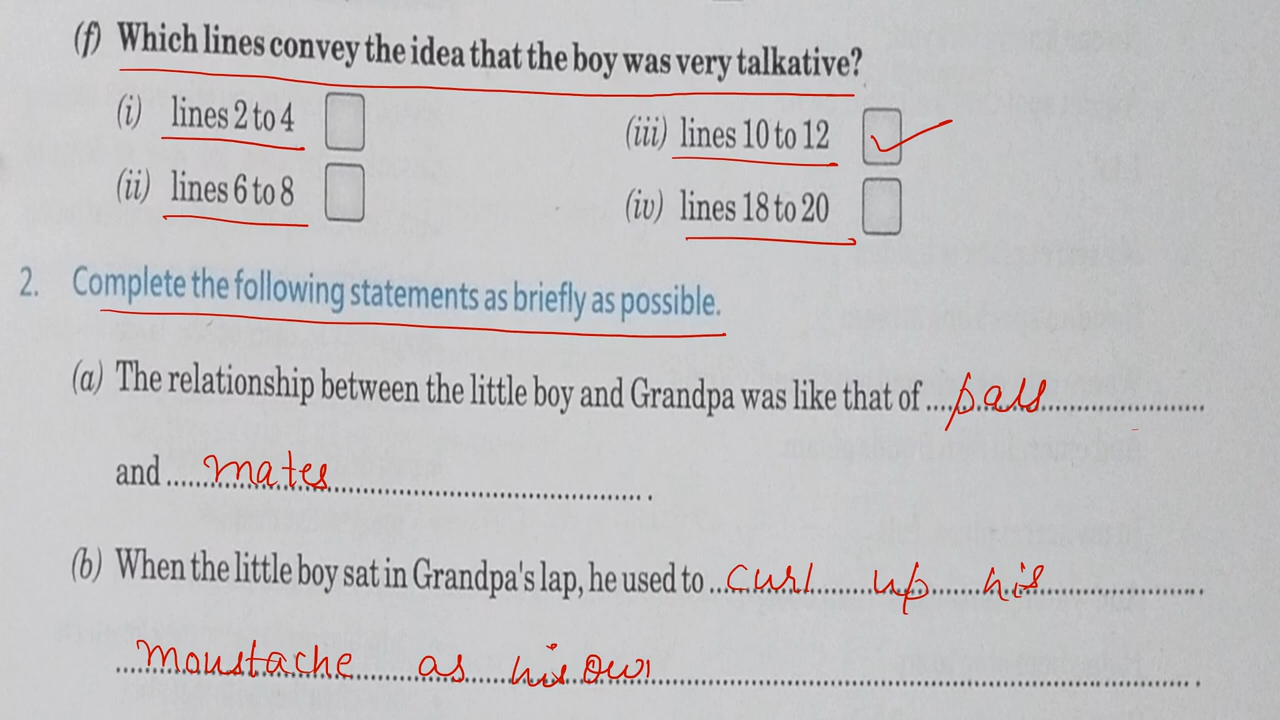 (f) Which lines convey the idea that the boy was very talkative?
(i) lines 2 to 4 (iii) lines 10 to 12
(ii) lines 6 to 8 (iv) lines 18 to 20
2. Complete the following statements as briefly as possible.
(a) The relationship between the little boy and Grandpa was like that of ....pals....................
and ......mates............................................ .
(b) When the little boy sat in Grandpa's lap, he used to ...curl.......up.......his....................
...moustache......as......his own............................................................ .